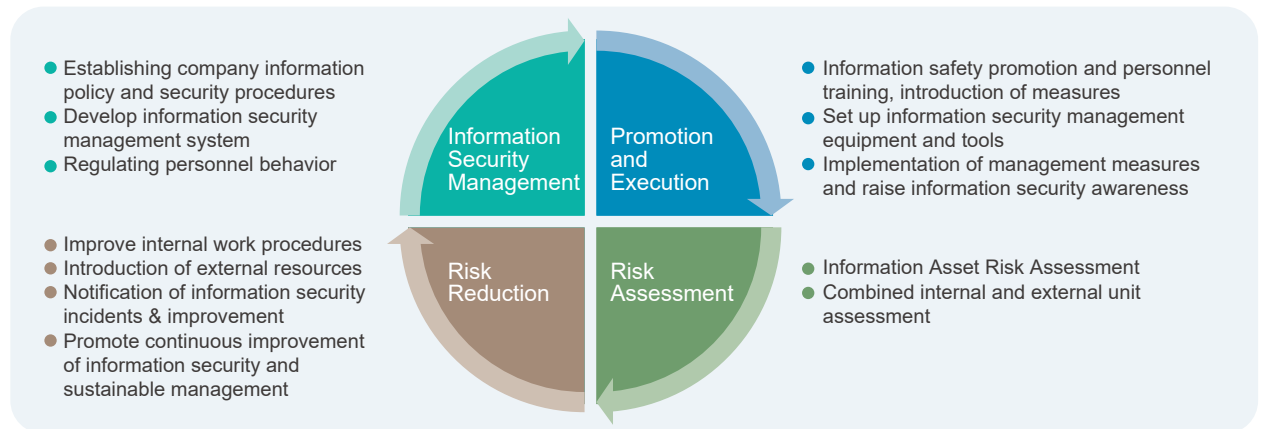 Establishing company information
policy and security procedures
Develop information security
management system
Regulating personnel behavior
Information
Security
Management
Promotion
and
Execution
Information safety promotion and personnel
training, introduction of measures
Set up information security management
equipment and tools
Implementation of management measures
and raise information security awareness
Improve internal work procedures
Introduction of external resources
Notification of information security
incidents & improvement
Promote continuous improvement
of information security and
sustainable management
Risk
Reduction
Risk
Assessment
Information Asset Risk Assessment
Combined internal and external unit
assessment